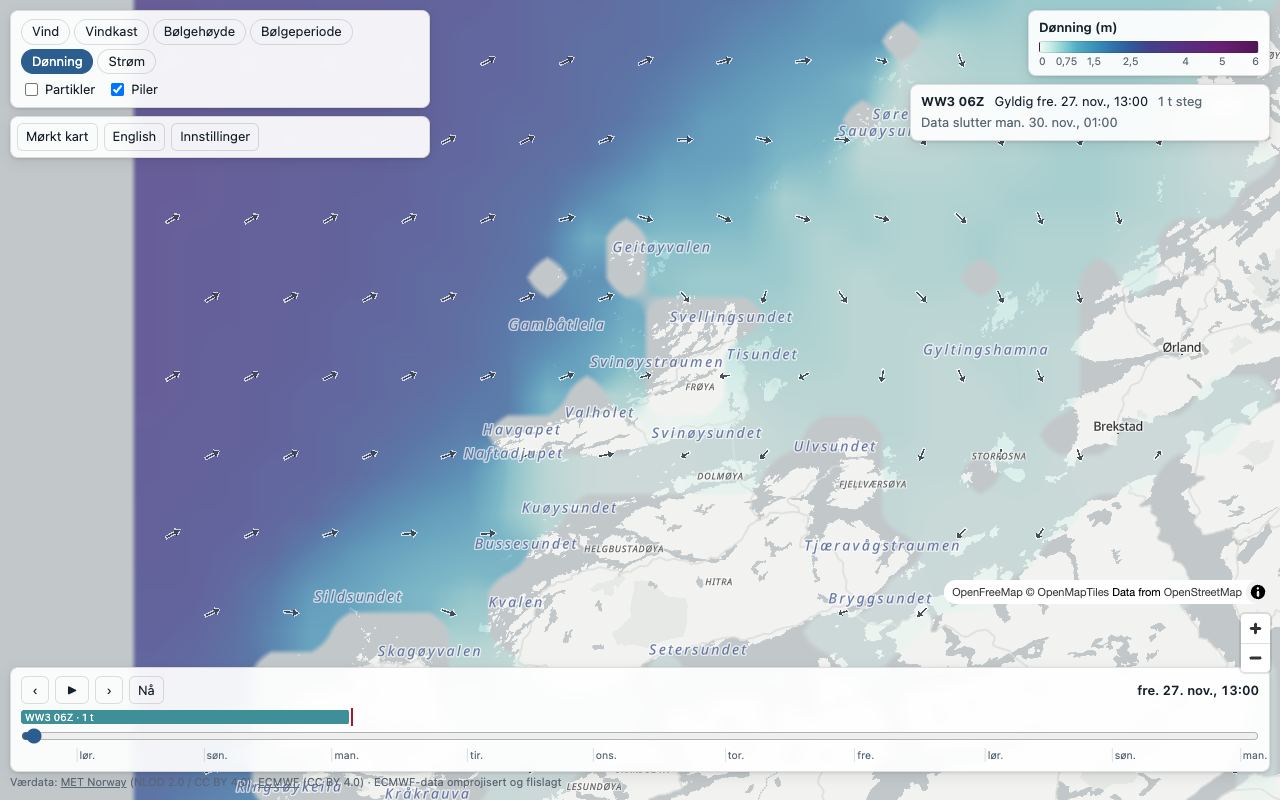 Vind Vindkast Bølgehøyde Bølgeperiode
Dønning Strøm
Partikler Piler
Mørkt kart English Innstillinger
Dønning (m)
0 0,75 1,5 2,5 4 5 6
WW3 06Z Gyldig fre. 27. nov., 13:00 1 t steg
Data slutter man. 30. nov., 01:00
Geitøyvalen
Svellingsundet
Gambåtleia
Gyltingshamna
Ørland
Tisundet
Svinøystraumen
FRØYA
Valholet
Havgapet
Brekstad
Svinøysundet
Ulvsundet
Naftadjupet
STORFOSNA
DOLMØYA
FJELLVÆRSØYA
Kuøysundet
Bussesundet
HELGBUSTADØYA
Tjæravågstraumen
HITRA
OpenFreeMap © OpenMapTiles Data from OpenStreetMap
Sildsundet
Kvalen
Bryggsundet
Skagøyvalen
Setersundet
Nå
fre. 27. nov., 13:00
WW3 06Z · 1 t
lør. søn. man. tir. ons. tor. fre. lør. søn. man.
Værdata: MET Norway (NLOD 2.0 / CC BY 4.0) · ECMWF (CC BY 4.0) · ECMWF-data omprojisert og flislagt
LESUNDØYA
Kråkrauva